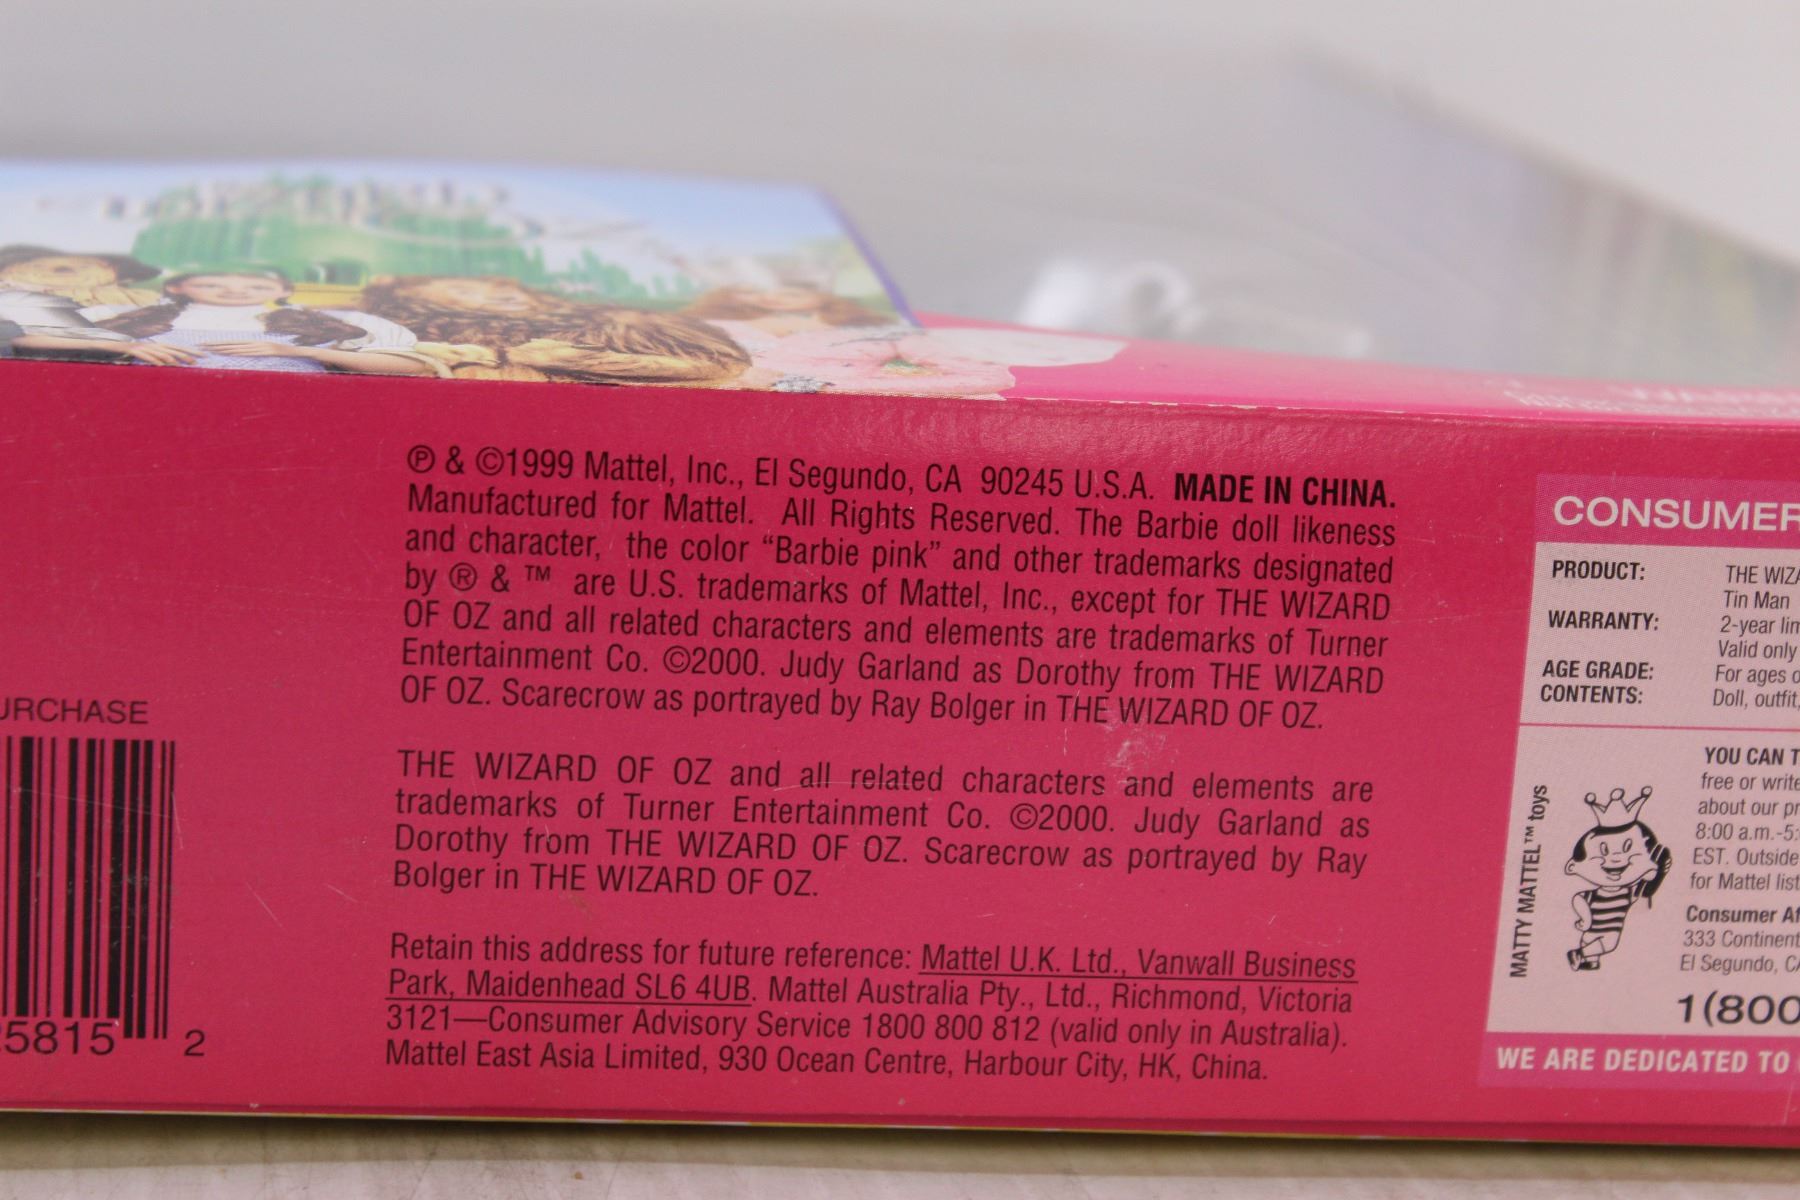 ℗ & ©1999 Mattel, Inc., El Segundo, CA 90245 U.S.A. MADE IN CHINA.
Manufactured for Mattel. All Rights Reserved. The Barbie doll likeness
and character, the color “Barbie pink” and other trademarks designated
by ® & ™ are U.S. trademarks of Mattel, Inc., except for THE WIZARD
OF OZ and all related characters and elements are trademarks of Turner
Entertainment Co. ©2000. Judy Garland as Dorothy from THE WIZARD
OF OZ. Scarecrow as portrayed by Ray Bolger in THE WIZARD OF OZ.
THE WIZARD OF OZ and all related characters and elements are
trademarks of Turner Entertainment Co. ©2000. Judy Garland as
Dorothy from THE WIZARD OF OZ. Scarecrow as portrayed by Ray
Bolger in THE WIZARD OF OZ.
Retain this address for future reference: Mattel U.K. Ltd., Vanwall Business
Park, Maidenhead SL6 4UB. Mattel Australia Pty., Ltd., Richmond, Victoria
3121—Consumer Advisory Service 1800 800 812 (valid only in Australia).
Mattel East Asia Limited, 930 Ocean Centre, Harbour City, HK, China.
URCHASE
25815 2
CONSUMER
PRODUCT: THE WIZA
Tin Man
WARRANTY: 2-year lim
Valid only
AGE GRADE: For ages o
CONTENTS: Doll, outfit,
MATTY MATTEL™ toys
YOU CAN T
free or write
about our pr
8:00 a.m.-5:
EST. Outside
for Mattel list
Consumer Af
333 Continent
El Segundo, CA
1(800
WE ARE DEDICATED TO